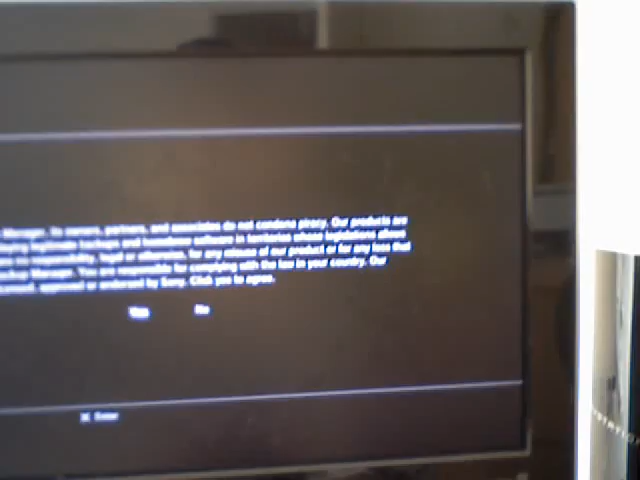 Manager. Its owners, partners, and associates do not condone piracy. Our products are
playing legitimate backups and homebrew software in territories whose legislations allows
no responsibility, legal or otherwise, for any misuse of our product or for any loss that
Manager. You are responsible for complying with the law in your country. Our
approved or endorsed by Sony. Click yes to agree.
Yes No
X Enter